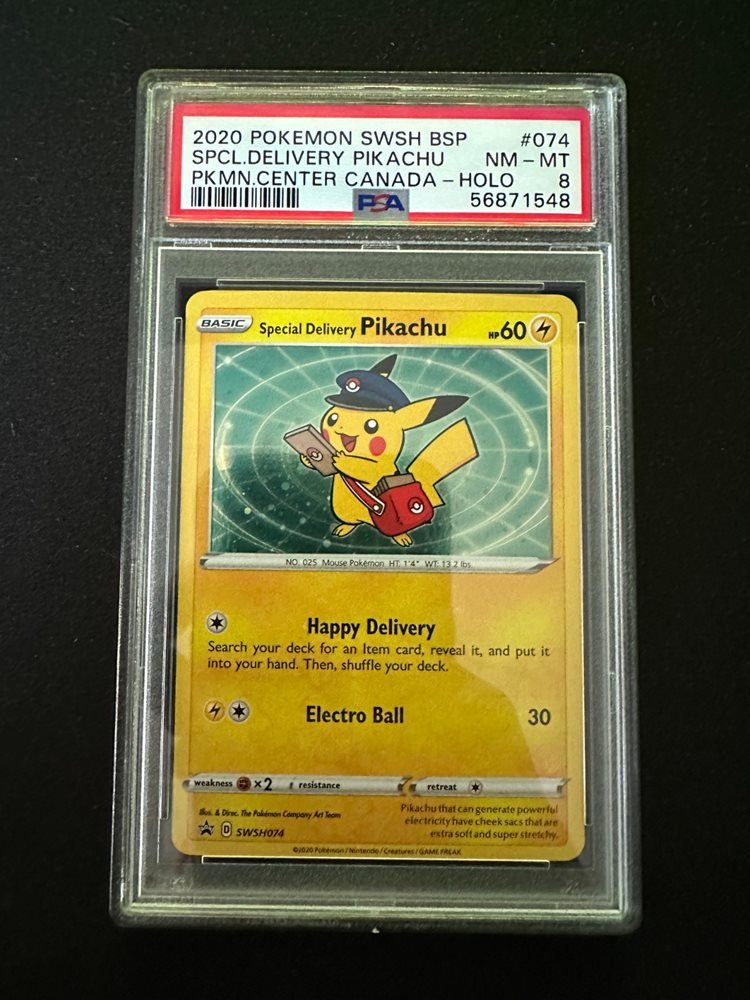 2020 POKEMON SWSH BSP #074
SPCL.DELIVERY PIKACHU NM-MT
PKMN.CENTER CANADA-HOLO 8
PSA 56871548
BASIC Special Delivery Pikachu HP60
NO. 025 Mouse Pokémon HT: 1'4" WT: 13.2 lbs.
Happy Delivery
Search your deck for an Item card, reveal it, and put it
into your hand. Then, shuffle your deck.
Electro Ball 30
weakness ×2 resistance retreat
Illus. & Direc. The Pokémon Company Art Team
D SWSH074
Pikachu that can generate powerful
electricity have cheek sacs that are
extra soft and super stretchy.
©2020 Pokémon / Nintendo / Creatures / GAME FREAK